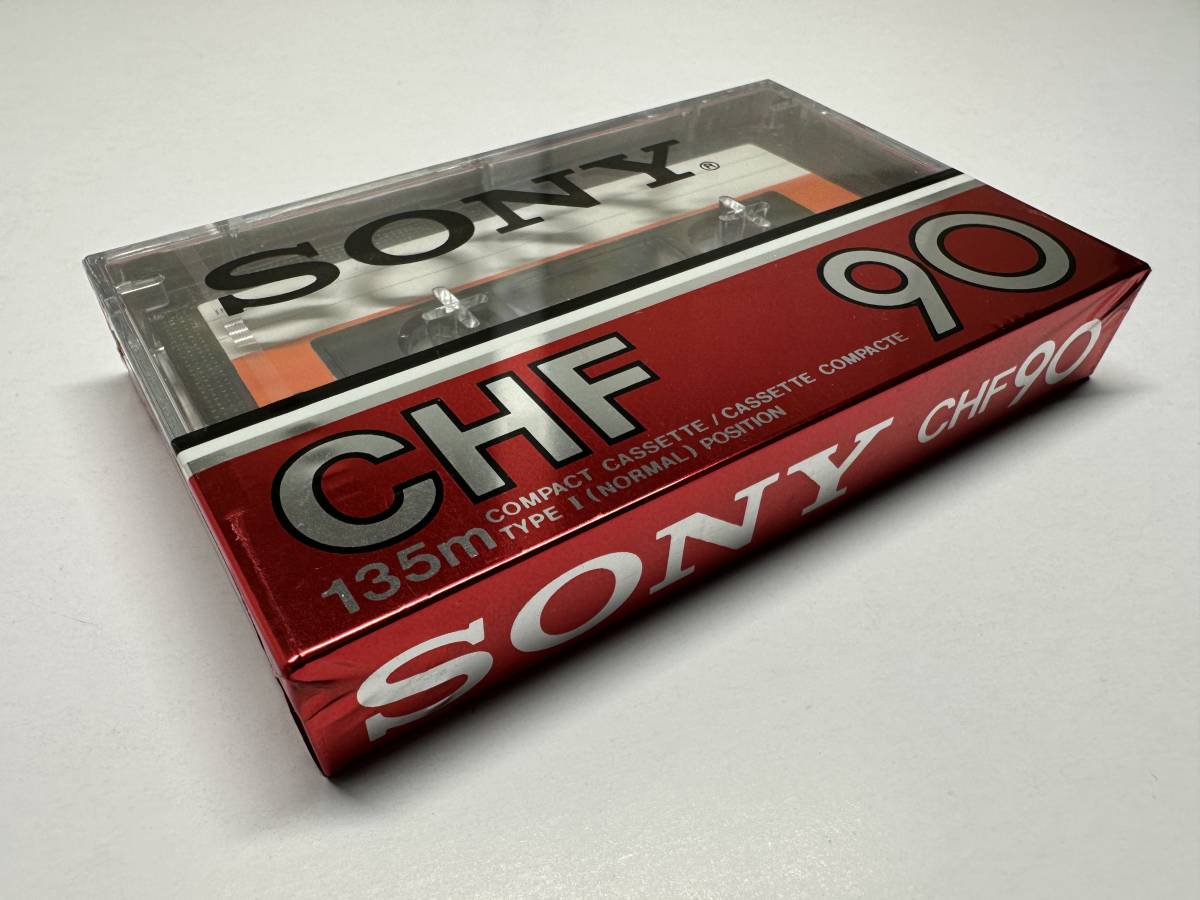 SONY®
CHF 90
135m
COMPACT CASSETTE / CASSETTE COMPACTE
TYPE I (NORMAL) POSITION
SONY CHF90